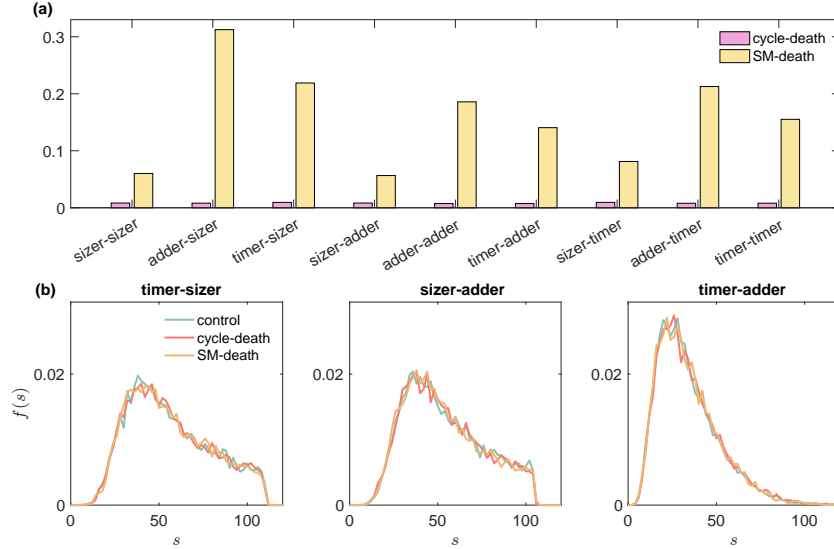 (a)
0.3
0.2
0.1
0
cycle-death
SM-death
sizer-sizer
adder-sizer
timer-sizer
sizer-adder
adder-adder
timer-adder
sizer-timer
adder-timer
timer-timer
(b)
timer-sizer
sizer-adder
timer-adder
control
cycle-death
SM-death
f(s)
0.02
0
0 50 100
s
0.02
0
0 50 100
s
0.02
0
0 50 100
s